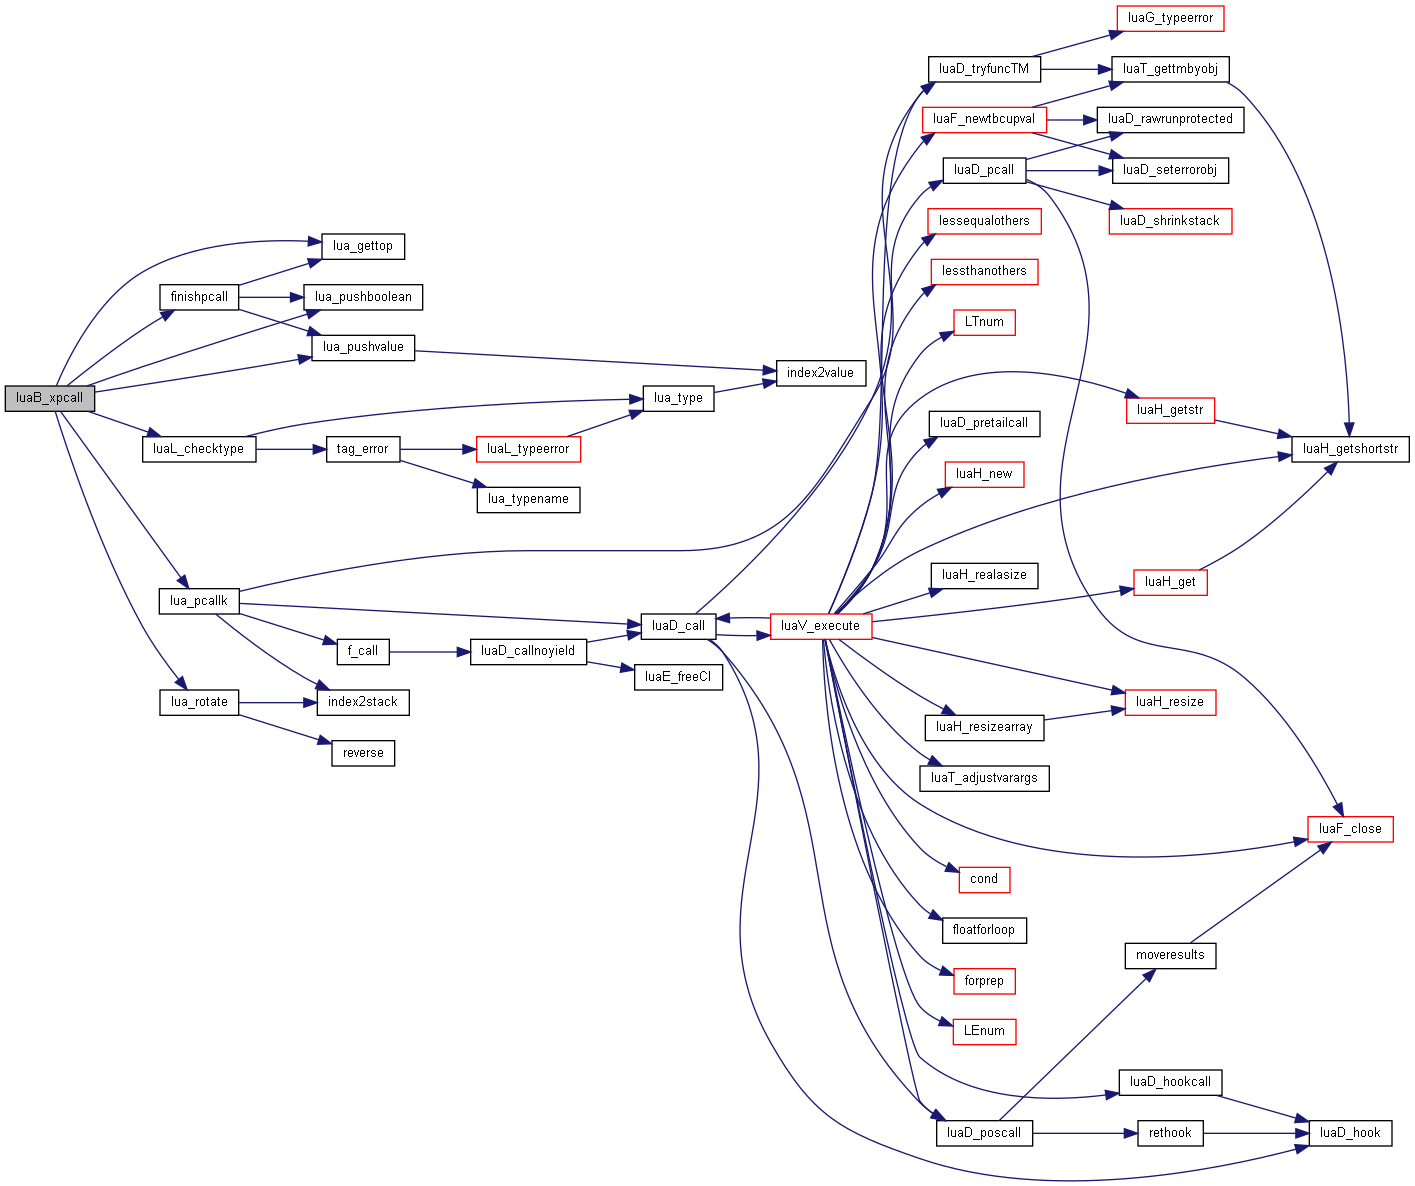 luaB_xpcall
lua_gettop
finishpcall
lua_pushboolean
lua_pushvalue
luaL_checktype
tag_error
luaL_typeerror
lua_typename
lua_type
index2value
lua_pcallk
f_call
luaD_callnoyield
luaE_freeCI
luaD_call
luaV_execute
lua_rotate
index2stack
reverse
luaD_tryfuncTM
luaF_newtbcupval
luaD_pcall
lessequalothers
lessthanothers
LTnum
luaD_pretailcall
luaH_new
luaH_realasize
luaH_resizearray
luaT_adjustvarargs
cond
floatforloop
forprep
LEnum
luaD_poscall
luaG_typeerror
luaT_gettmbyobj
luaD_rawrunprotected
luaD_seterrorobj
luaD_shrinkstack
luaH_getstr
luaH_get
luaH_resize
moveresults
luaD_hookcall
rethook
luaH_getshortstr
luaF_close
luaD_hook